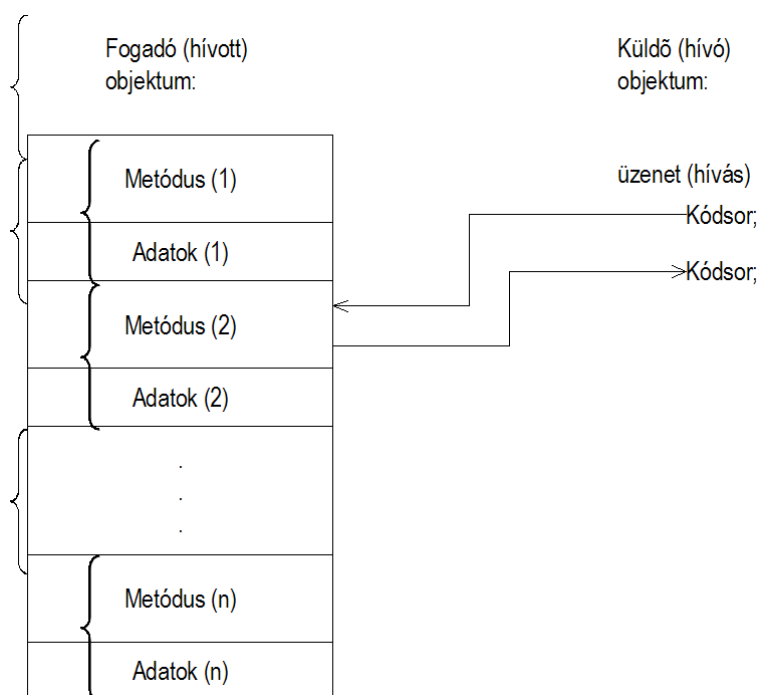 Fogadó (hívott)
objektum:
Küldõ (hívó)
objektum:
Metódus (1)
Adatok (1)
Metódus (2)
Adatok (2)
.
.
.
Metódus (n)
Adatok (n)
üzenet (hívás)
Kódsor;
Kódsor;